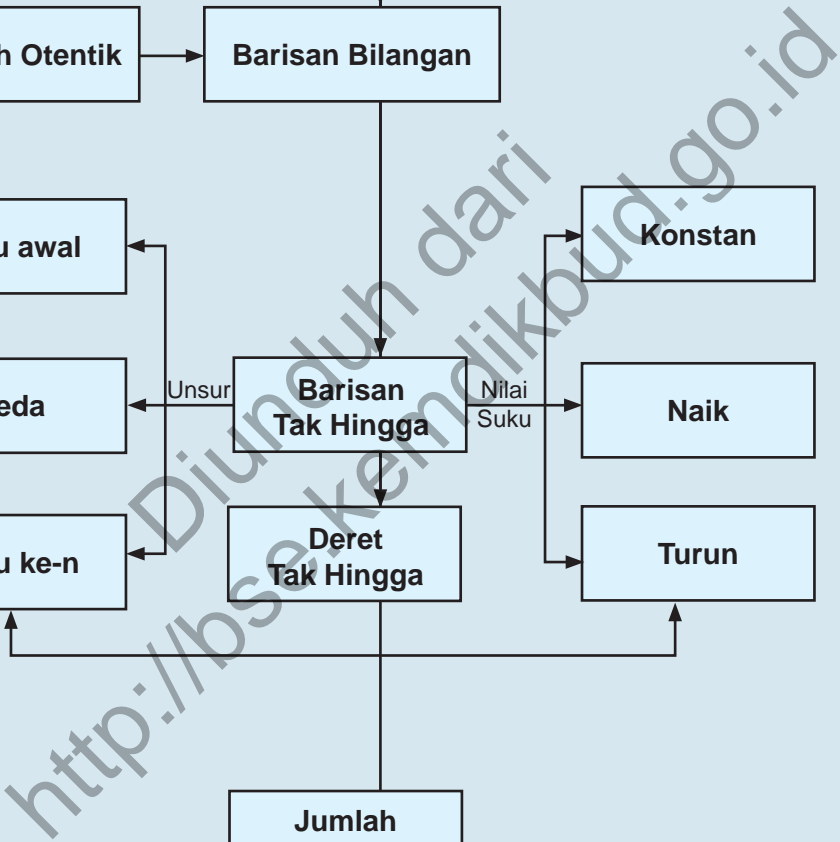 h Otentik
Barisan Bilangan
u awal
Konstan
eda
Unsur
Barisan
Tak Hingga
Nilai
Suku
Naik
u ke-n
Deret
Tak Hingga
Turun
Jumlah
Diunduh dari
http://bse.kemdikbud.go.id